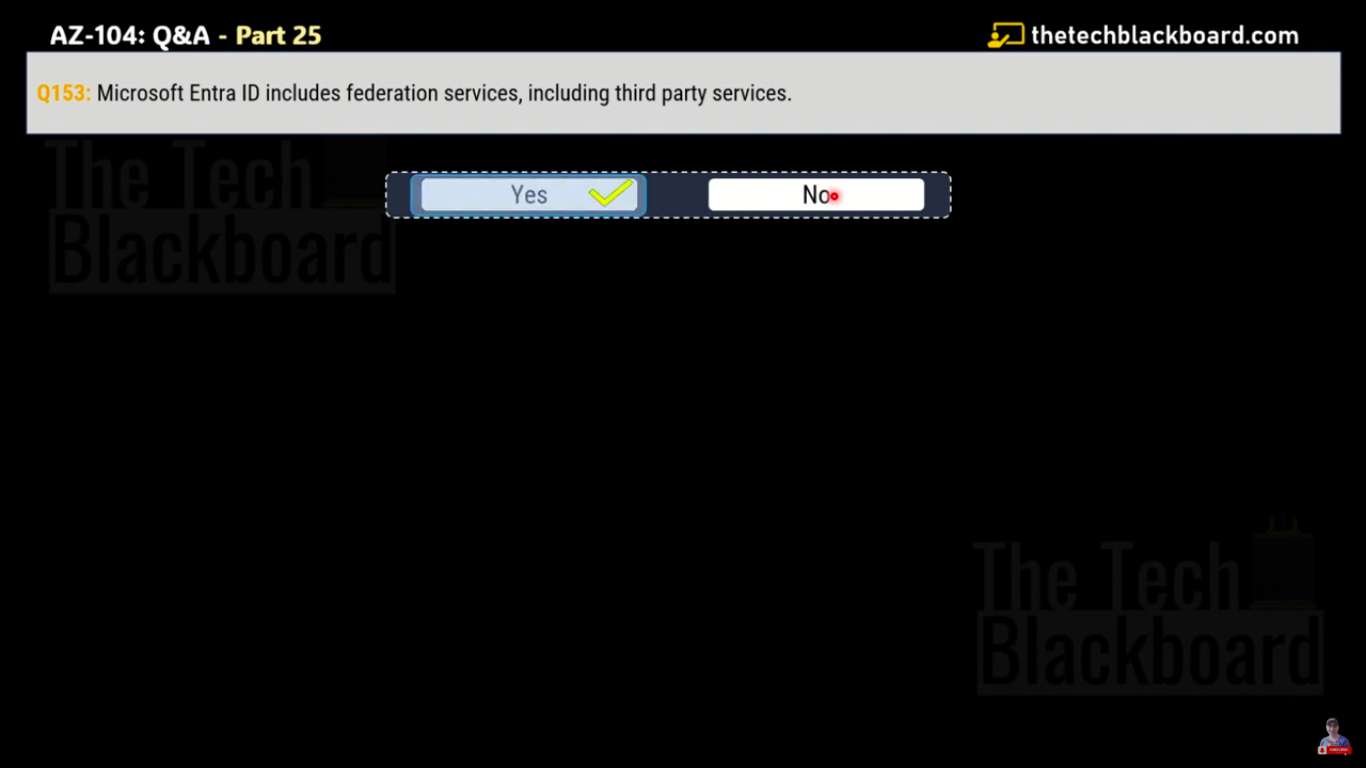 AZ-104: Q&A - Part 25
thetechblackboard.com
Q153: Microsoft Entra ID includes federation services, including third party services.
The Tech
Blackboard
Yes
No
The Tech
Blackboard
SUBSCRIBE